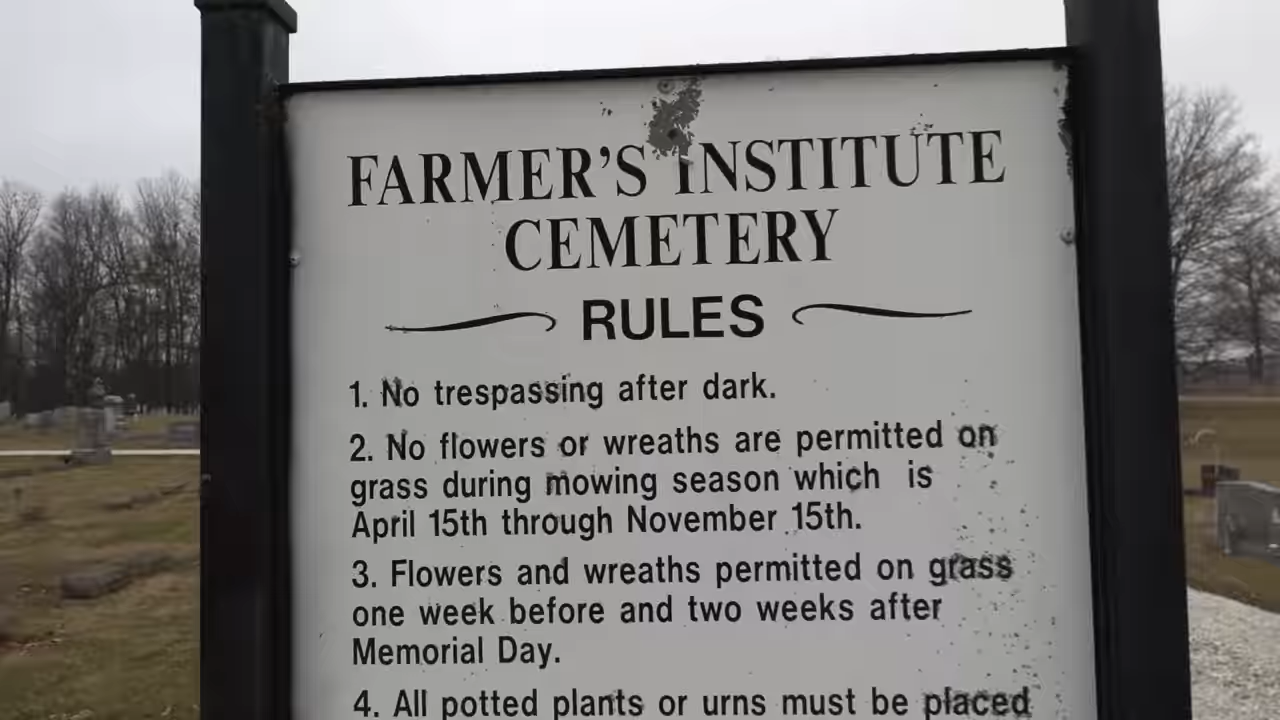 FARMER'S INSTITUTE
CEMETERY
RULES
1. No trespassing after dark.
2. No flowers or wreaths are permitted on
grass during mowing season which is
April 15th through November 15th.
3. Flowers and wreaths permitted on grass
one week before and two weeks after
Memorial Day.
4. All potted plants or urns must be placed